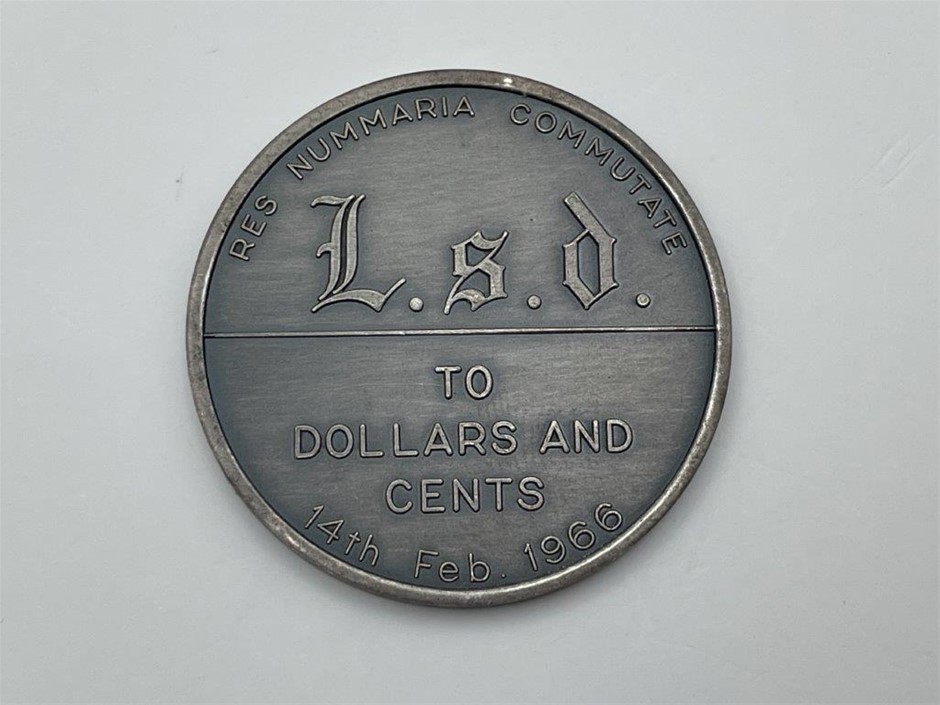 RES NUMMARIA COMMUTATE
L.s.d.
TO
DOLLARS AND
CENTS
14th Feb. 1966